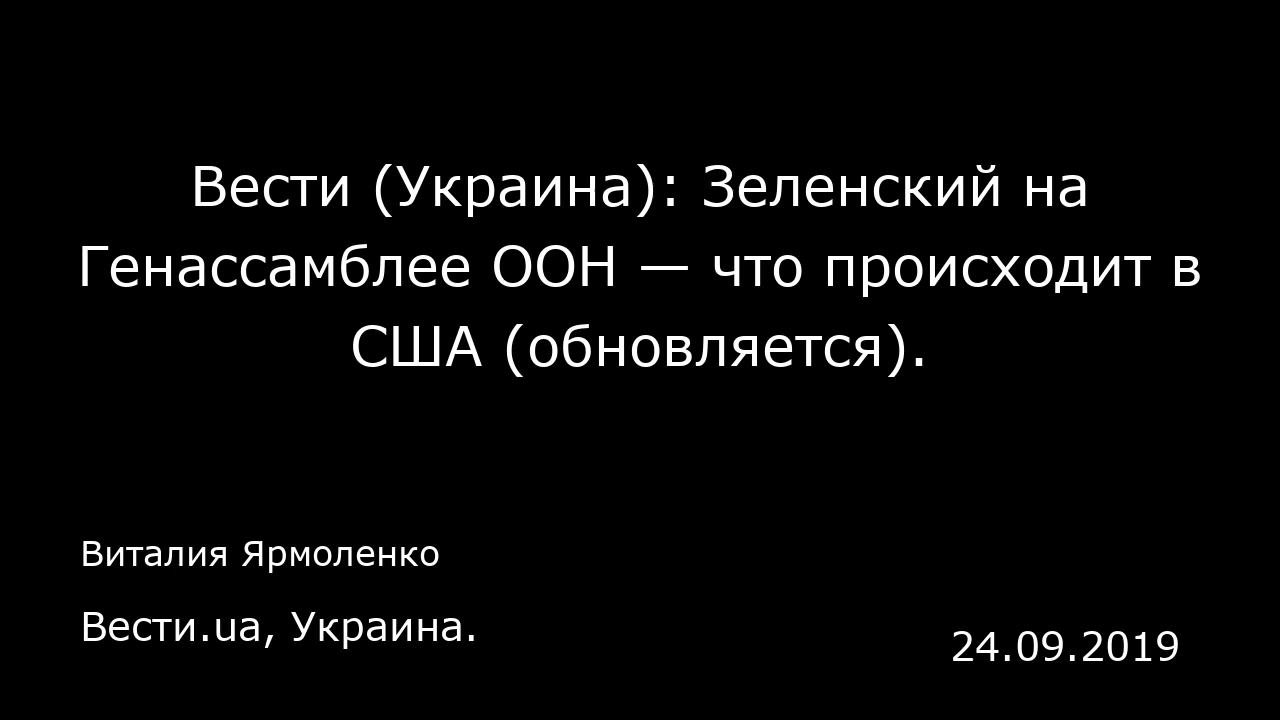 Вести (Украина): Зеленский на
Генассамблее ООН — что происходит в
США (обновляется).
Виталия Ярмоленко
Вести.ua, Украина.
24.09.2019